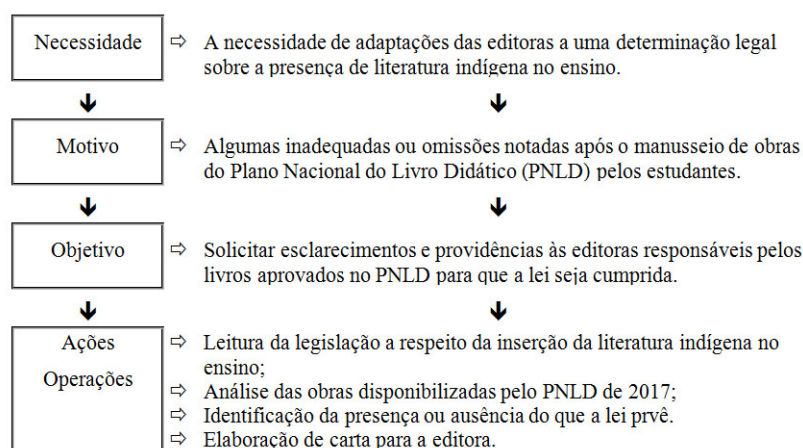 Necessidade ⇨ A necessidade de adaptações das editoras a uma determinação legal
sobre a presença de literatura indígena no ensino.
Motivo ⇨ Algumas inadequadas ou omissões notadas após o manusseio de obras
do Plano Nacional do Livro Didático (PNLD) pelos estudantes.
Objetivo ⇨ Solicitar esclarecimentos e providências às editoras responsáveis pelos
livros aprovados no PNLD para que a lei seja cumprida.
Ações ⇨ Leitura da legislação a respeito da inserção da literatura indígena no
ensino;
Operações
⇨ Análise das obras disponibilizadas pelo PNLD de 2017;
⇨ Identificação da presença ou ausência do que a lei prvê.
⇨ Elaboração de carta para a editora.